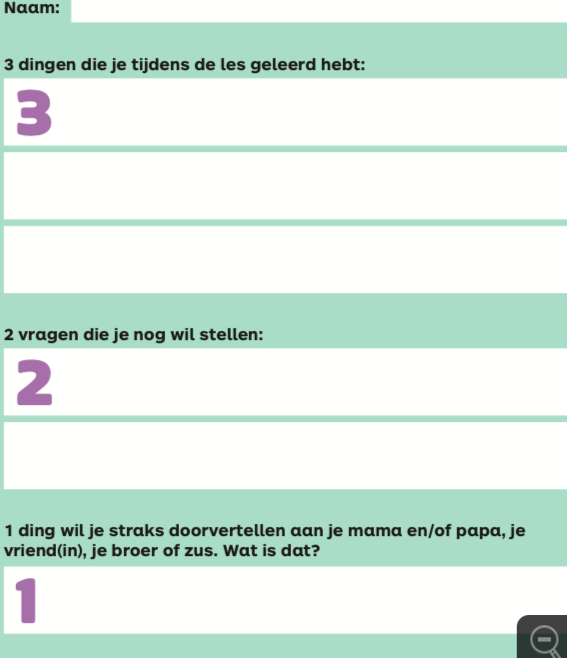 Naam:
3 dingen die je tijdens de les geleerd hebt:
3
2 vragen die je nog wil stellen:
2
1 ding wil je straks doorvertellen aan je mama en/of papa, je
vriend(in), je broer of zus. Wat is dat?
1